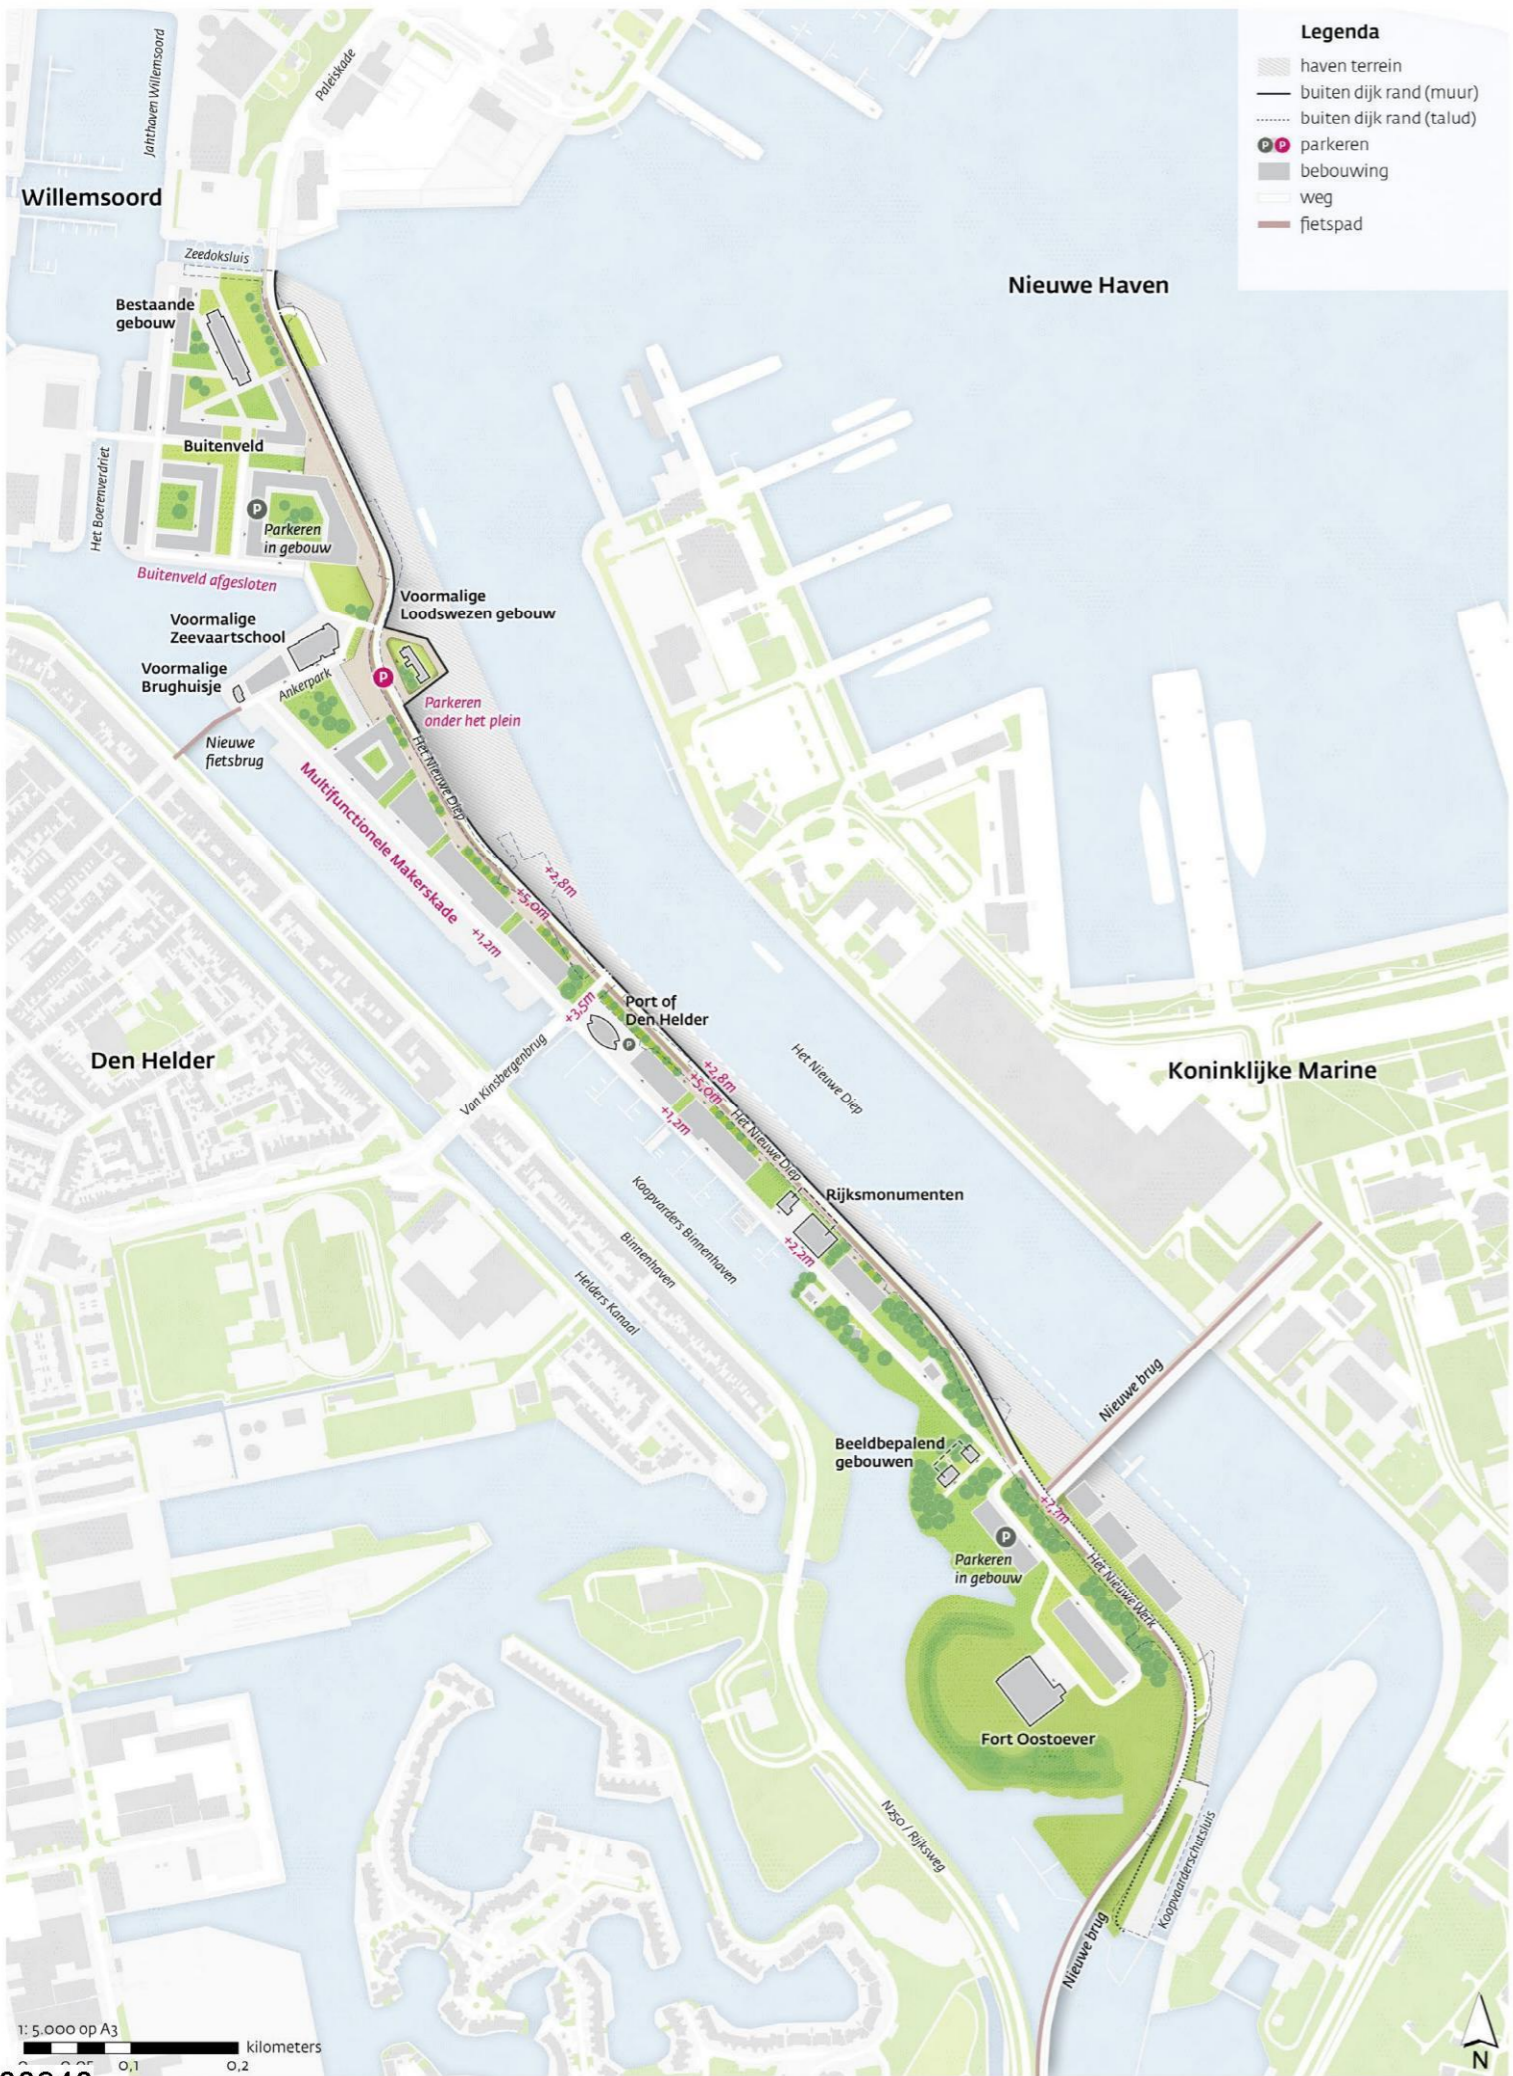 Legenda
haven terrein
buiten dijk rand (muur)
buiten dijk rand (talud)
P P parkeren
bebouwing
weg
fietspad
Jahthaven Willemsoord
Paleiskade
Willemsoord
Zeedoksluis
Nieuwe Haven
Bestaande
gebouw
Buitenveld
Het Boerenverdriet
P
Parkeren
in gebouw
Buitenveld afgesloten
Voormalige
Loodswezen gebouw
Voormalige
Zeevaartschool
Voormalige
Brughuisje
Ankerpark
P
Parkeren
onder het plein
Nieuwe
fietsbrug
Het Nieuwe Diep
Multifunctionele Makerskade
+2,8m
+5,0m
+1,2m
+3,5m
Port of
Den Helder
P
Den Helder
Van Kinsbergenbrug
Het Nieuwe Diep
Koninklijke Marine
+2,8m
+5,0m
+1,2m
Het Nieuwe Diep
Rijksmonumenten
Koopvarders Binnenhaven
Binnenhaven
+2,2m
Helders Kanaal
Nieuwe brug
Beeldbepalend
gebouwen
+7,7m
P
Parkeren
in gebouw
Het Nieuwe Werk
Fort Oostoever
N250 / Rijksweg
Koopvaarderschutsluis
Nieuwe brug
1: 5.000 op A3
kilometers
0,1
0,2
N